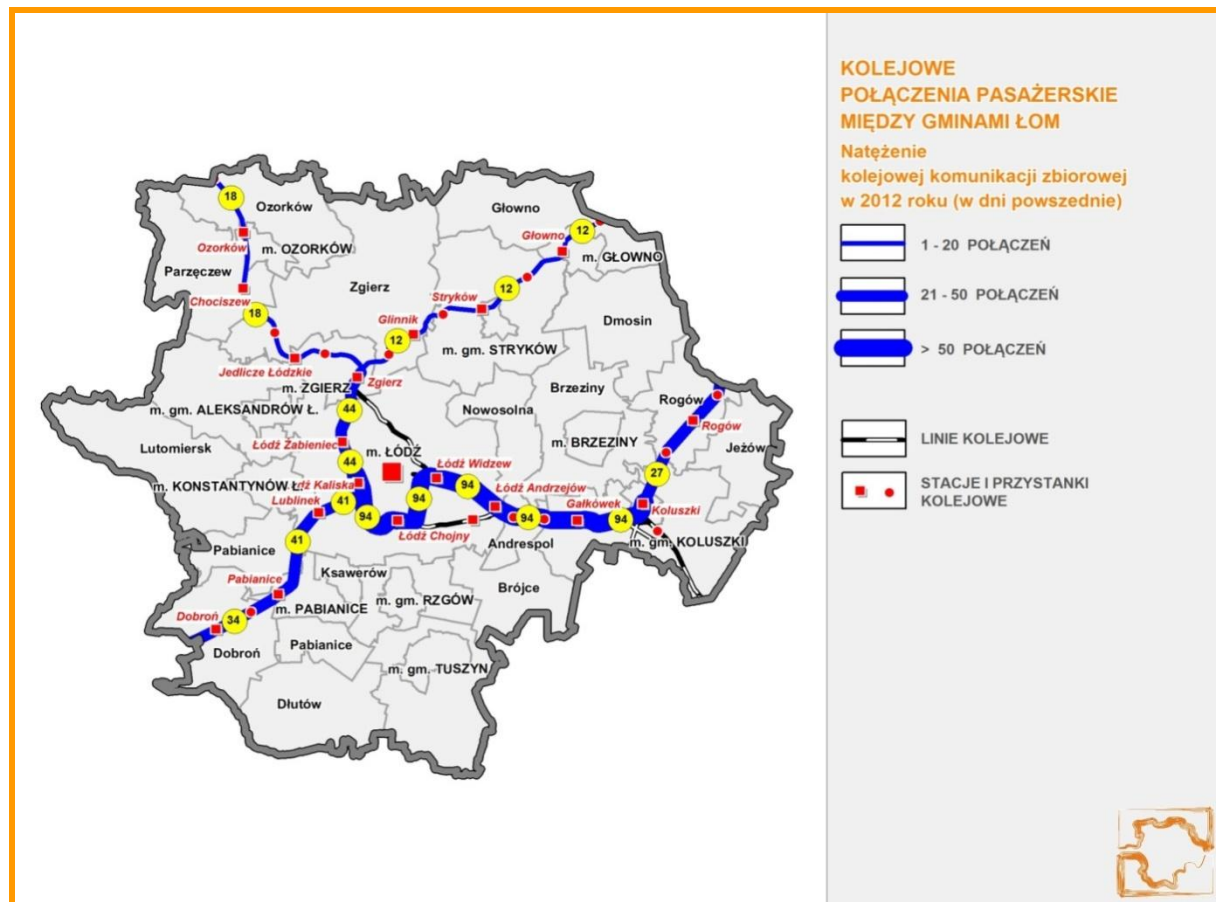 KOLEJOWE
POŁĄCZENIA PASAŻERSKIE
MIĘDZY GMINAMI ŁOM
Natężenie
kolejowej komunikacji zbiorowej
w 2012 roku (w dni powszednie)
1 - 20 POŁĄCZEŃ
21 - 50 POŁĄCZEŃ
> 50 POŁĄCZEŃ
LINIE KOLEJOWE
STACJE I PRZYSTANKI
KOLEJOWE
18
Ozorków
Głowno
12
Ozorków
m. OZORKÓW
Głowno
m. GŁOWNO
Parzęczew
Zgierz
12
Chociszew
Stryków
18
Glinnik
Dmosin
12
m. gm. STRYKÓW
Jedlicze Łódzkie
m. ZGIERZ
Zgierz
Brzeziny
Rogów
m. gm. ALEKSANDRÓW Ł.
44
Nowosolna
Rogów
Lutomiersk
Łódź Żabieniec
m. ŁÓDŹ
m. BRZEZINY
Jeżów
44
Łódź Widzew
27
m. KONSTANTYNÓW Ł.
dź Kaliska
94
Łódź Andrzejów
Lublinek
41
94
Gałkówek
Koluszki
94
94
94
Łódź Chojny
41
Andrespol
m. gm. KOLUSZKI
Pabianice
Ksawerów
Pabianice
Brójce
m. PABIANICE
m. gm. RZGÓW
Dobroń
34
Dobroń
Pabianice
m. gm. TUSZYN
Dłutów